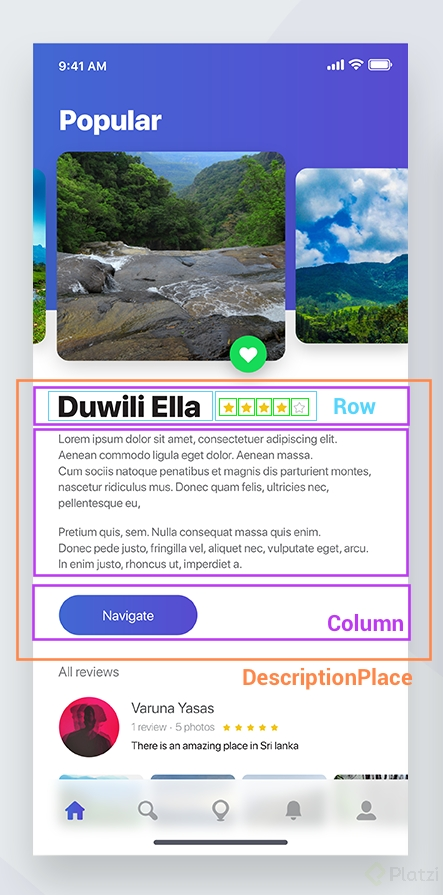 9:41 AM
Popular
Duwili Ella
Row
Lorem ipsum dolor sit amet, consectetuer adipiscing elit.
Aenean commodo ligula eget dolor. Aenean massa.
Cum sociis natoque penatibus et magnis dis parturient montes,
nascetur ridiculus mus. Donec quam felis, ultricies nec,
pellentesque eu,
Pretium quis, sem. Nulla consequat massa quis enim.
Donec pede justo, fringilla vel, aliquet nec, vulputate eget, arcu.
In enim justo, rhoncus ut, imperdiet a.
Navigate
Column
All reviews
DescriptionPlace
Varuna Yasas
1 review - 5 photos
There is an amazing place in Sri lanka
Platzi